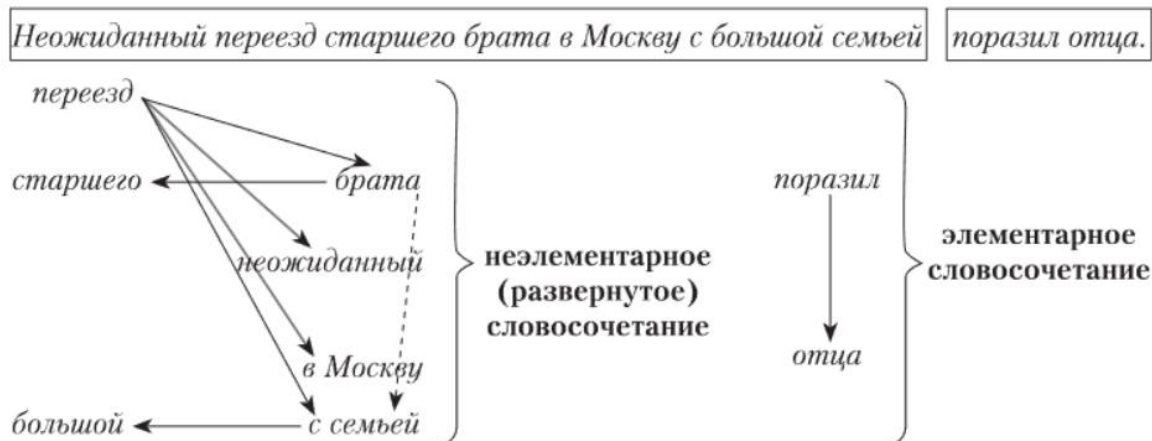 Неожиданный переезд старшего брата в Москву с большой семьей поразил отца.
переезд
старшего брата поразил
неожиданный
неэлементарное
(развернутое)
словосочетание
элементарное
словосочетание
в Москву
отца
большой с семьей